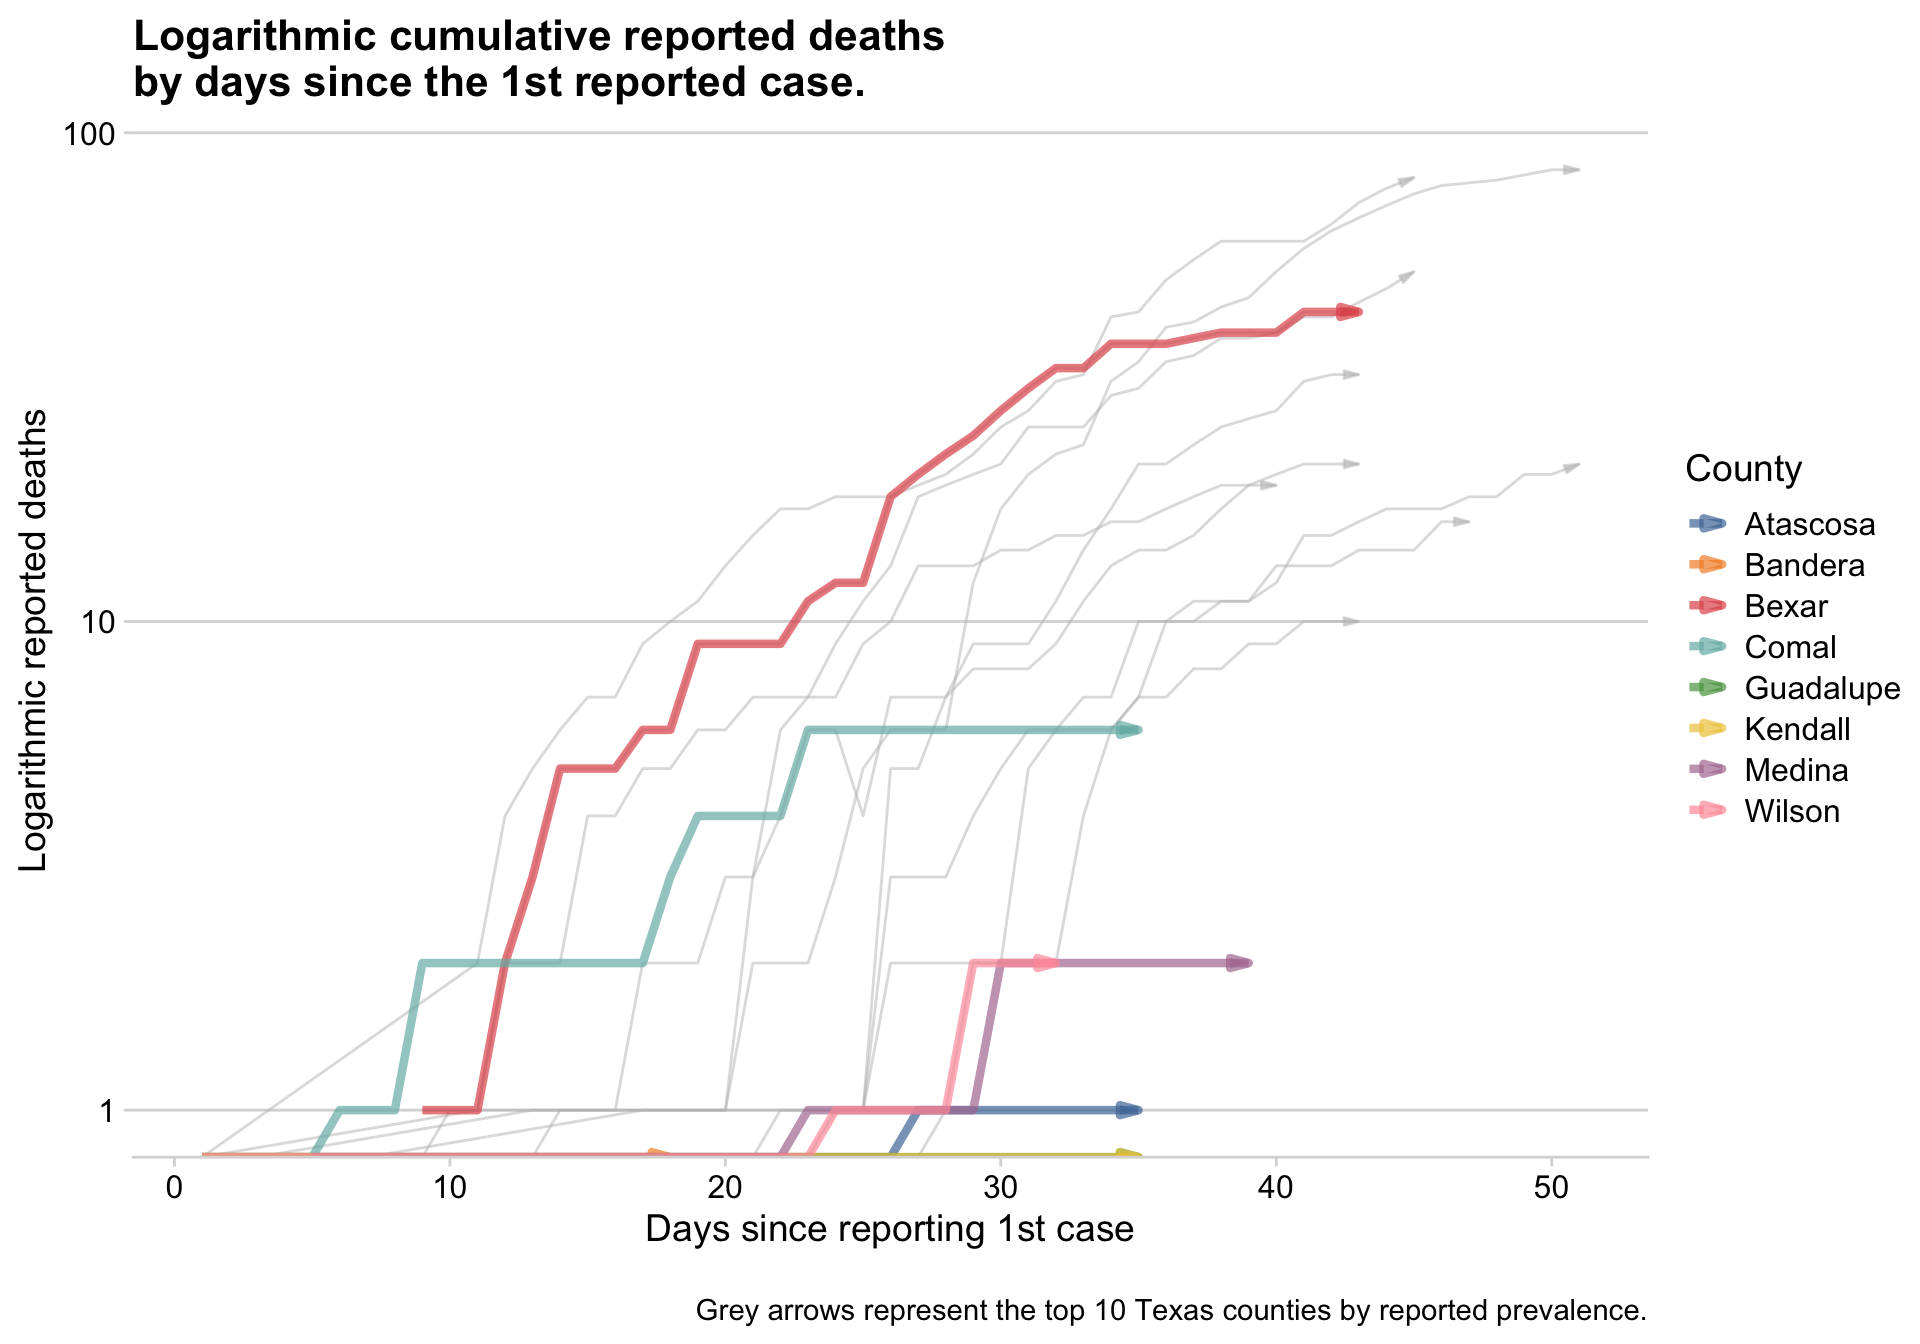 Logarithmic cumulative reported deaths
by days since the 1st reported case.
100
10
1
Logarithmic reported deaths
0 10 20 30 40 50
Days since reporting 1st case
County
Atascosa
Bandera
Bexar
Comal
Guadalupe
Kendall
Medina
Wilson
Grey arrows represent the top 10 Texas counties by reported prevalence.